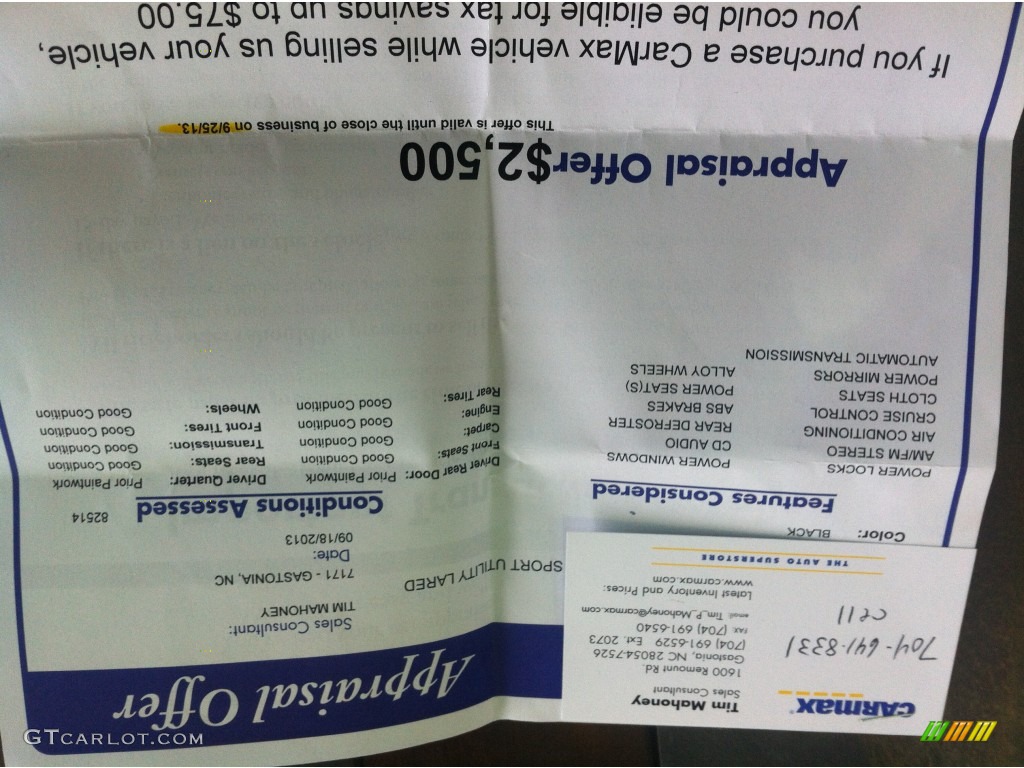 Appraisal Offer
CARMAX
Tim Mahoney
Sales Consultant
1600 Remount Rd.
Gastonia, NC 28054-7526
(704) 691-6529 Ext. 2073
FAX: (704) 691-6540
email: Tim_P_Mahoney@carmax.com
Latest Inventory and Prices:
www.carmax.com
THE AUTO SUPERSTORE
704-641-8331
cell
Sales Consultant:
TIM MAHONEY
7171 - GASTONIA, NC
Date:
09/18/2013
SPORT UTILITY LARED
82514
Color: BLACK
Features Considered
POWER LOCKS POWER WINDOWS
AM/FM STEREO CD AUDIO
AIR CONDITIONING REAR DEFROSTER
CRUISE CONTROL ABS BRAKES
CLOTH SEATS POWER SEAT(S)
POWER MIRRORS ALLOY WHEELS
AUTOMATIC TRANSMISSION
Conditions Assessed
Driver Rear Door: Prior Paintwork Driver Quarter: Prior Paintwork
Front Seats: Good Condition Rear Seats: Good Condition
Carpet: Good Condition Transmission: Good Condition
Engine: Good Condition Front Tires: Good Condition
Rear Tires: Good Condition Wheels: Good Condition
Appraisal Offer $2,500
This offer is valid until the close of business on 9/25/13.
If you purchase a CarMax vehicle while selling us your vehicle,
you could be eligible for tax savings up to $75.00
GTcarlot.com